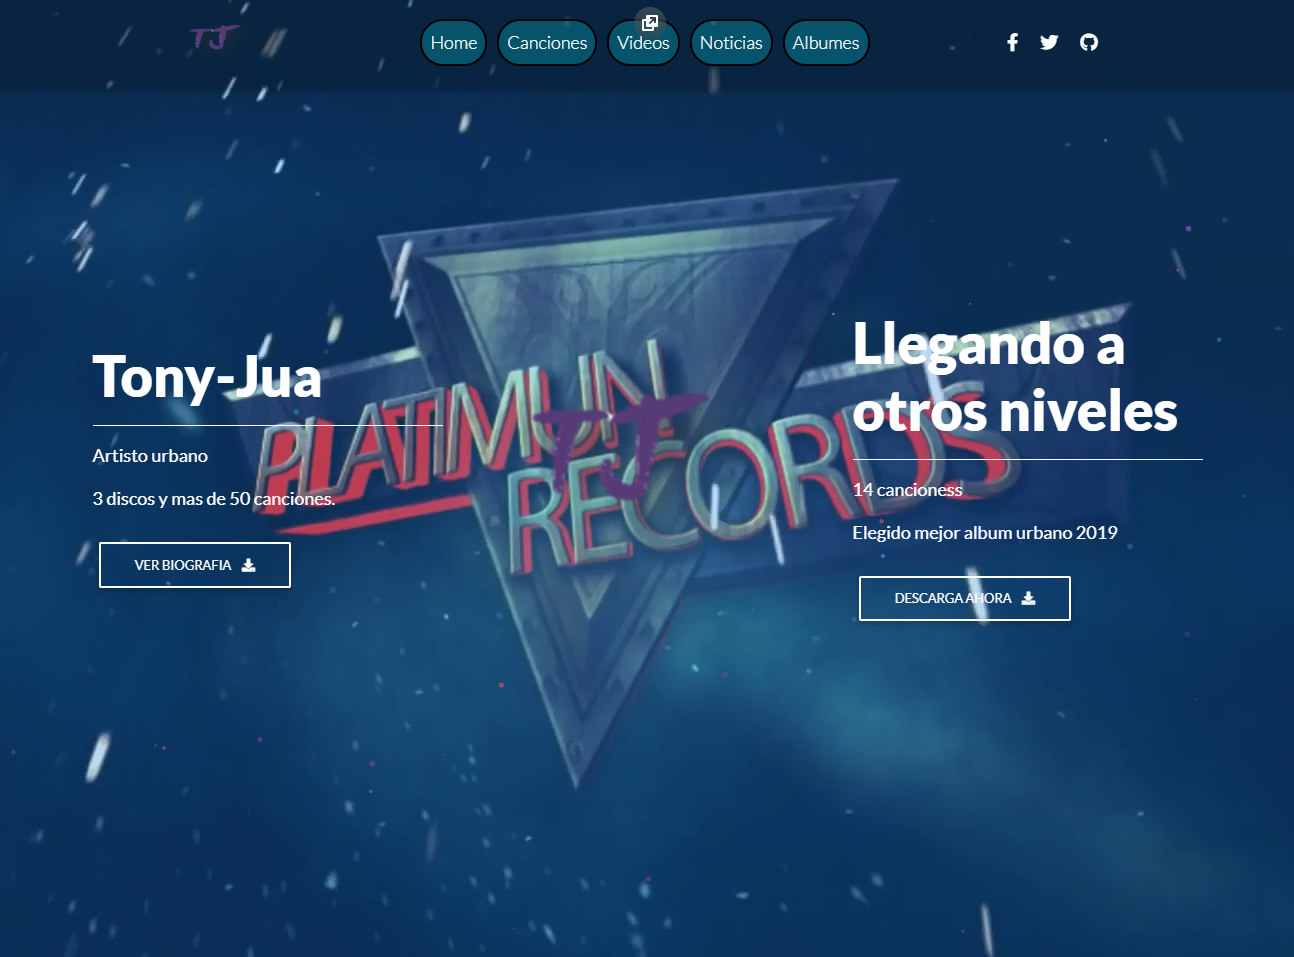 TJ
Home Canciones Videos Noticias Albumes
Tony-Jua
Artisto urbano
3 discos y mas de 50 canciones.
VER BIOGRAFIA
PLATIMUN
RECORDS
TJ
Llegando a
otros niveles
14 cancioness
Elegido mejor album urbano 2019
DESCARGA AHORA